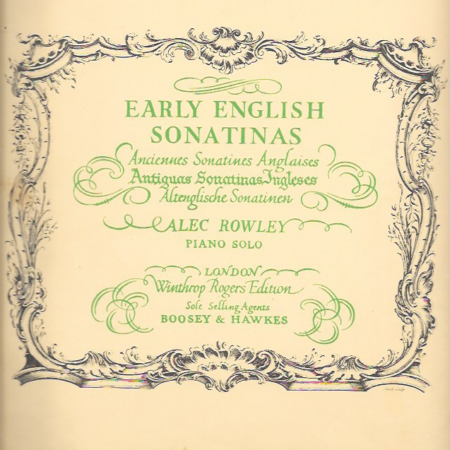 EARLY ENGLISH
SONATINAS
Anciennes Sonatines Anglaises
Antiguas Sonatinas Ingleses
Altenglische Sonatinen
ALEC ROWLEY
PIANO SOLO
LONDON
Winthrop Rogers Edition
Sole Selling Agents
BOOSEY & HAWKES